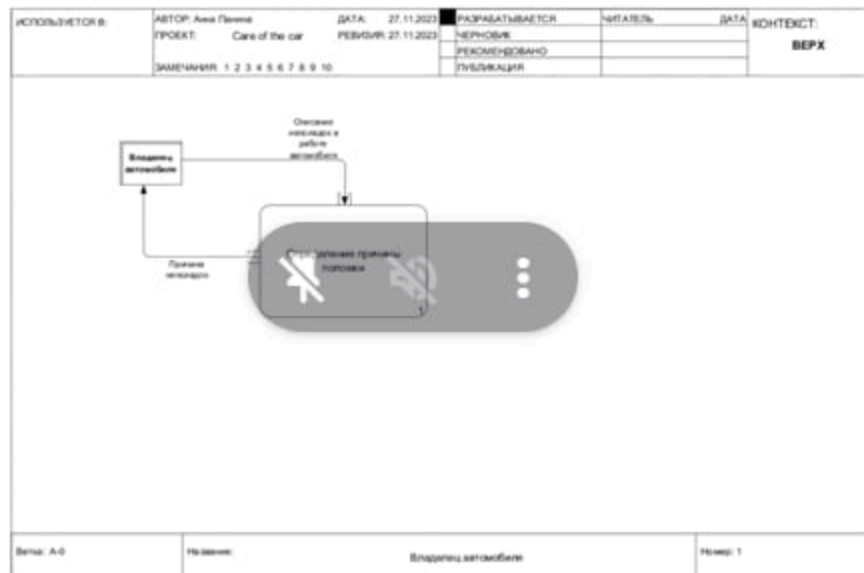 ИСПОЛЬЗУЕТСЯ В:
АВТОР: Анна Панина
ДАТА: 27.11.2023
РАЗРАБАТЫВАЕТСЯ
ЧИТАТЕЛЬ
ДАТА
КОНТЕКСТ:
ПРОЕКТ: Care of the car
РЕВИЗИЯ: 27.11.2023
ЧЕРНОВИК
ВЕРХ
РЕКОМЕНДОВАНО
ЗАМЕЧАНИЯ: 1 2 3 4 5 6 7 8 9 10
ПУБЛИКАЦИЯ
Описание
неполадок в
работе
автомобиля
Владелец
автомобиля
Определение причины
поломки
Причина
неполадок
1
Ветка: A-0
Название:
Владелец автомобиля
Номер: 1